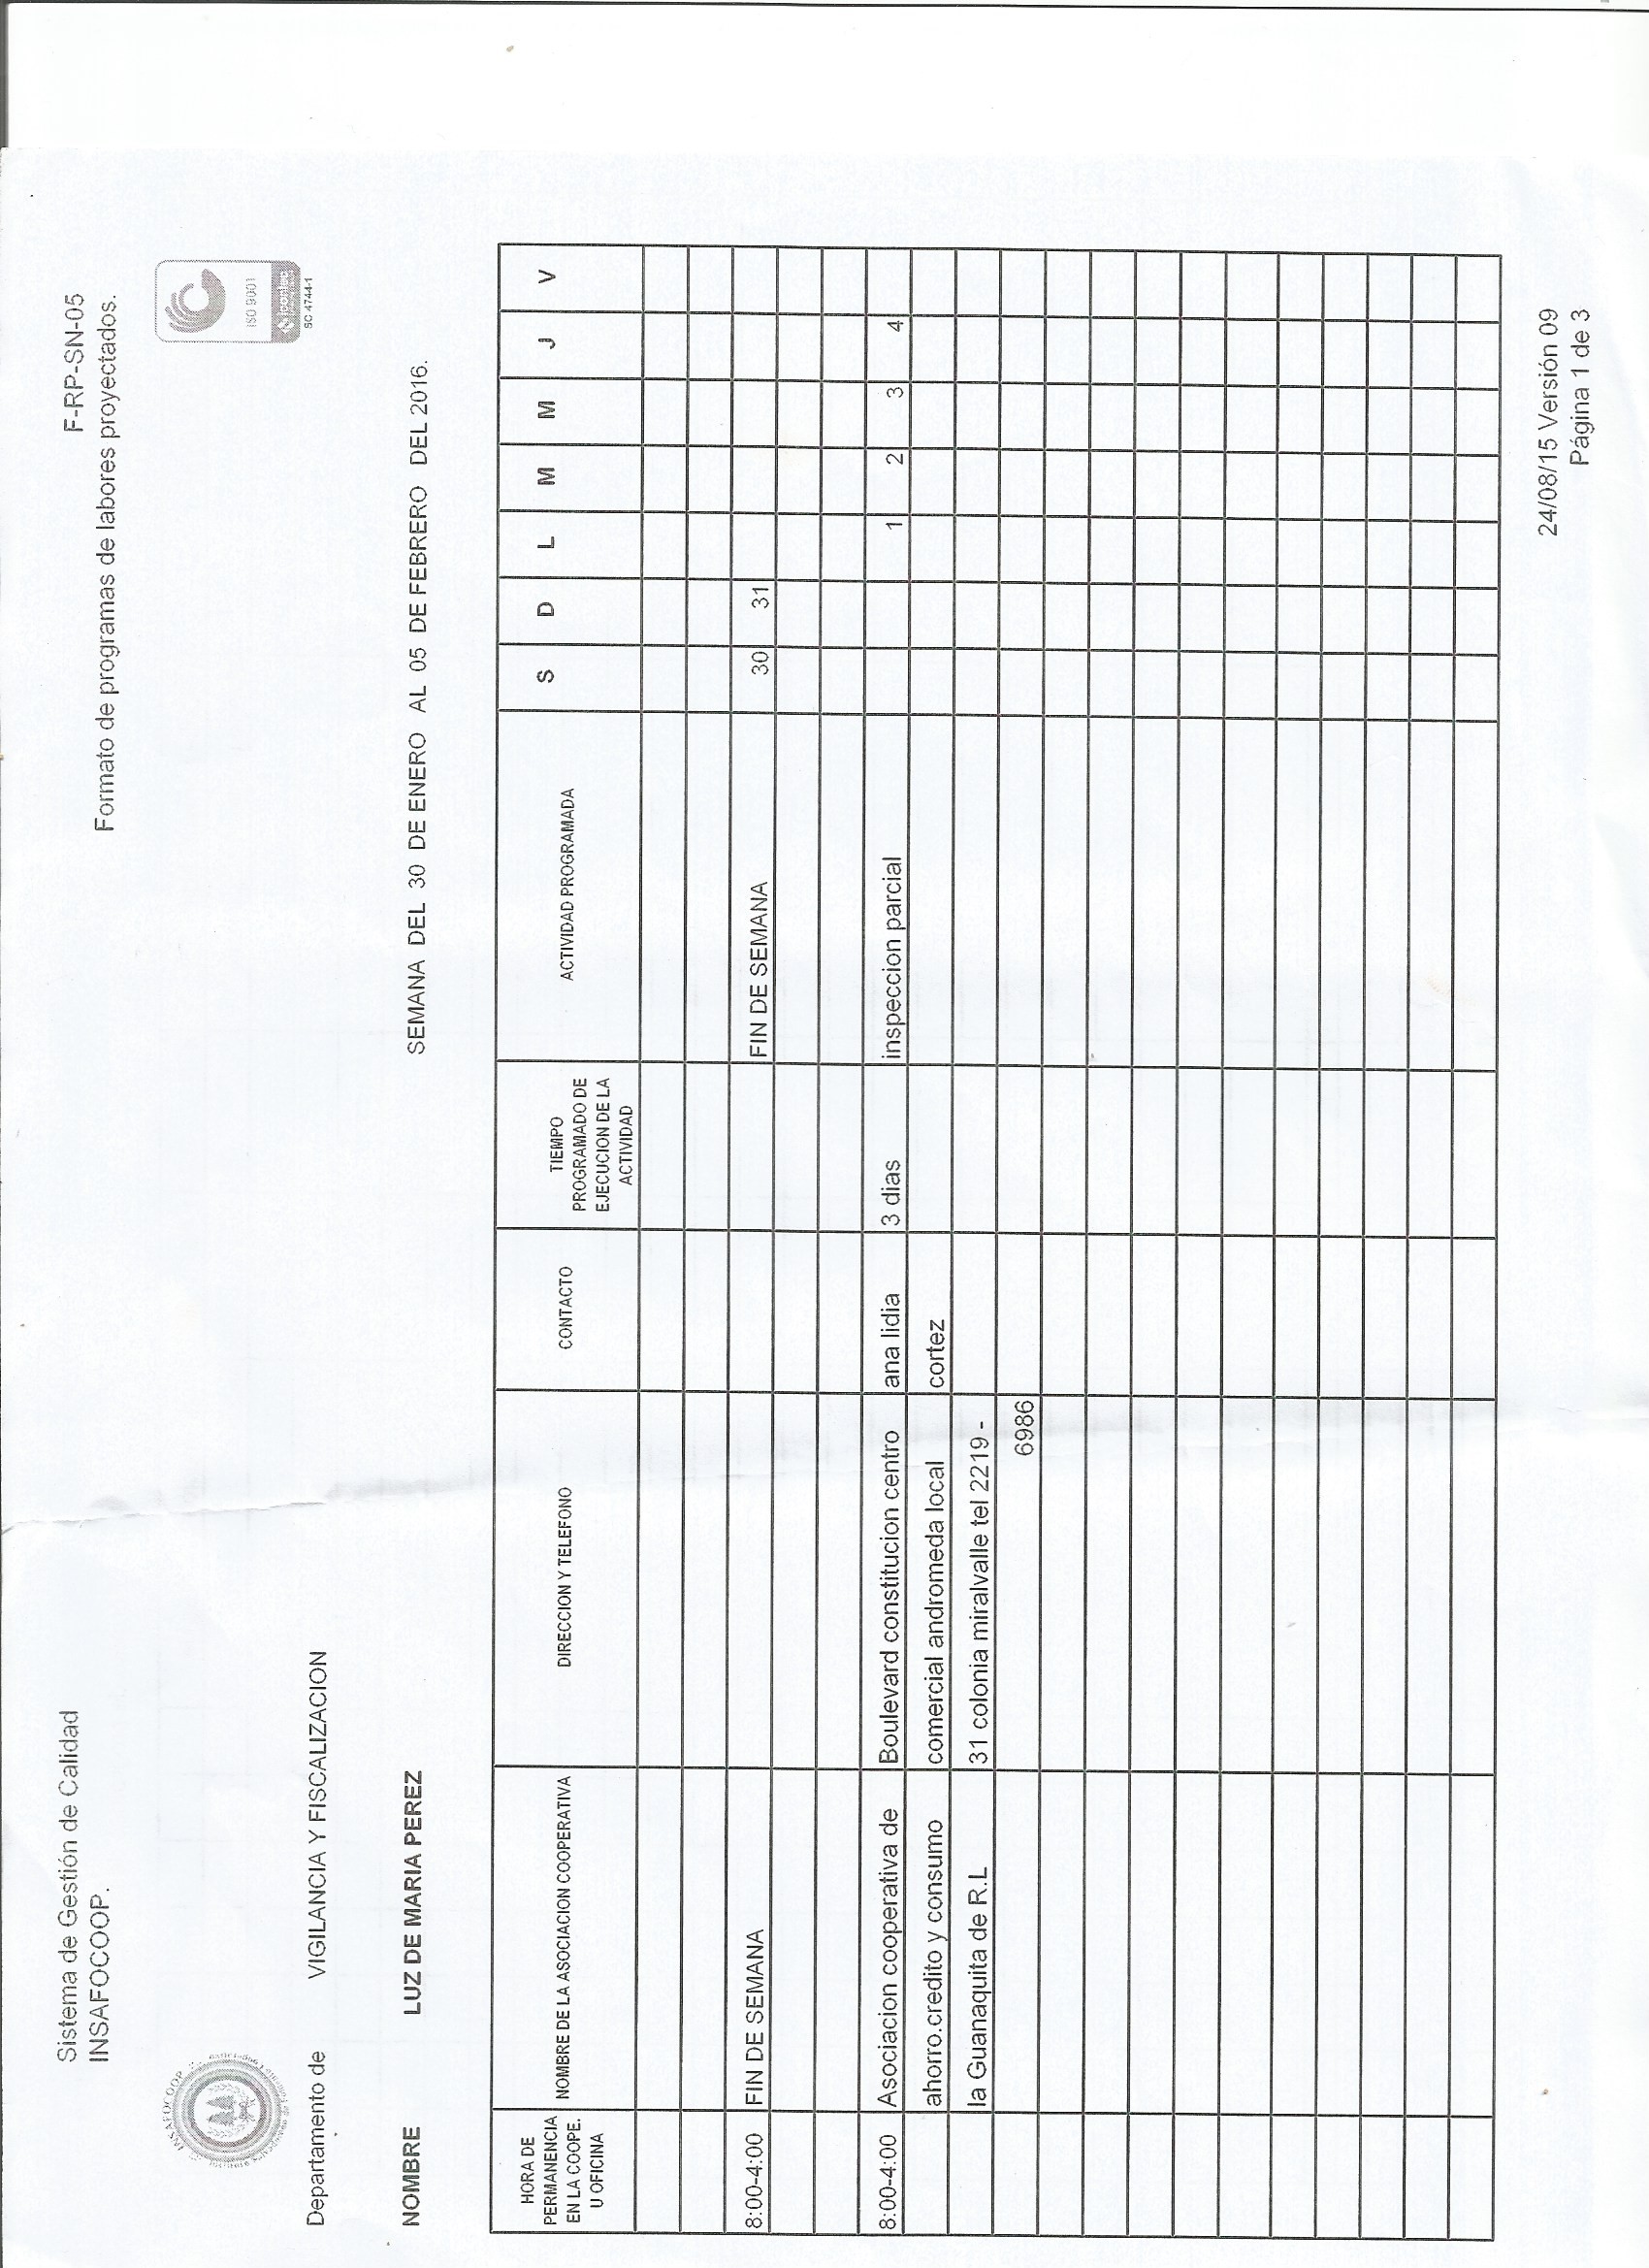 Sistema de Gestión de Calidad
INSAFOCOOP.
F-RP-SN-05
Formato de programas de labores proyectados.
INSAFOCOOP
ISO 9001
icontec
SC 4744-1
Departamento de VIGILANCIA Y FISCALIZACION
NOMBRE LUZ DE MARIA PEREZ SEMANA DEL 30 DE ENERO AL 05 DE FEBRERO DEL 2016.
HORA DE
PERMANENCIA
EN LA COOPE.
U OFICINA
NOMBRE DE LA ASOCIACION COOPERATIVA
DIRECCION Y TELEFONO
CONTACTO
TIEMPO
PROGRAMADO DE
EJECUCION DE LA
ACTIVIDAD
ACTIVIDAD PROGRAMADA
S D L M M J V
8:00-4:00 FIN DE SEMANA FIN DE SEMANA 30 31
8:00-4:00 Asociacion cooperativa de Boulevard constitucion centro ana lidia 3 dias inspeccion parcial 1 2 3 4
ahorro.credito y consumo comercial andromeda local cortez
la Guanaquita de R.L 31 colonia miralvalle tel 2219 -
6986
24/08/15 Versión 09
Página 1 de 3